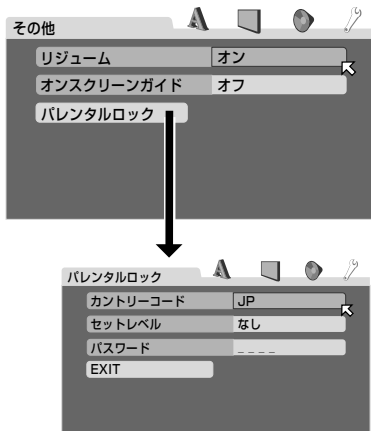 その他
リジューム オン
オンスクリーンガイド オフ
パレンタルロック
パレンタルロック
カントリーコード JP
セットレベル なし
パスワード _ _ _ _
EXIT